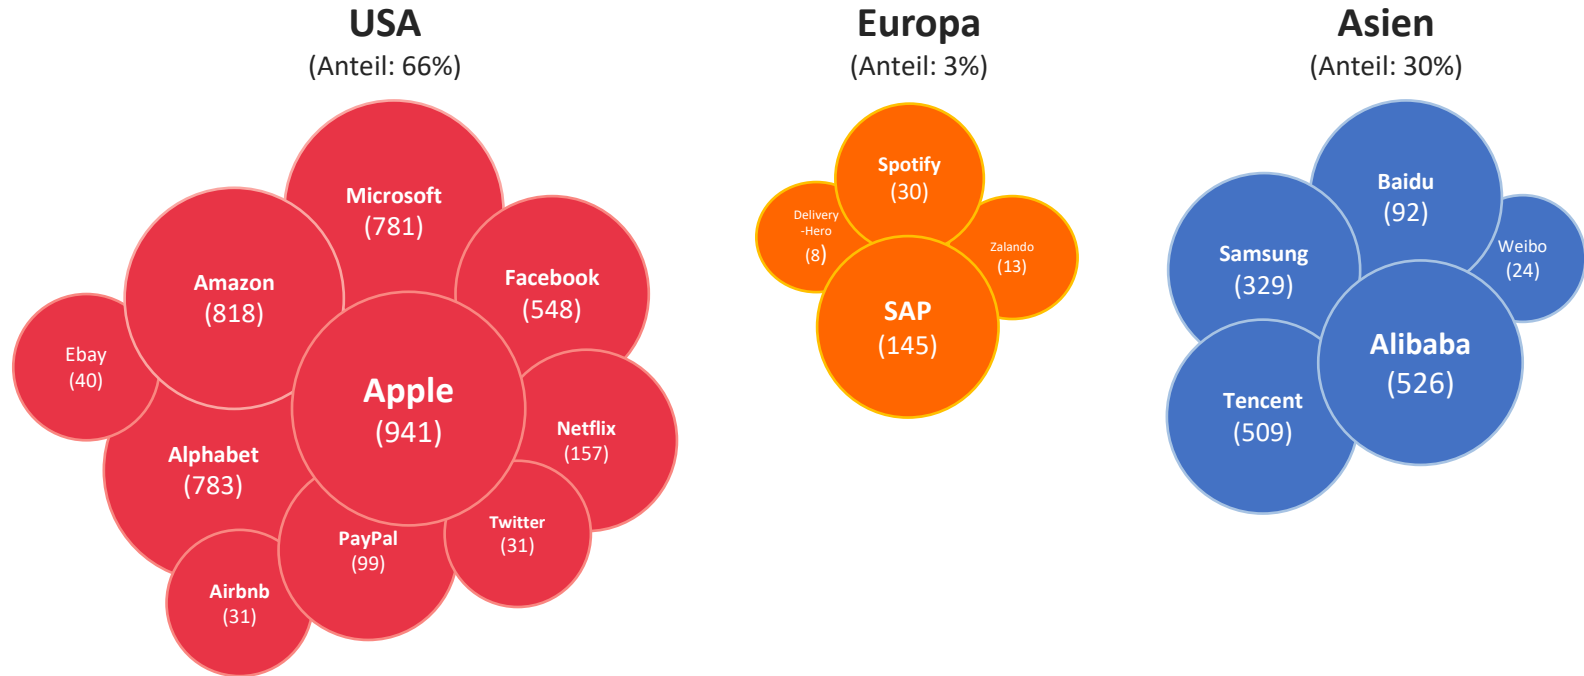 USA
(Anteil: 66%)
Microsoft
(781)
Amazon
(818)
Facebook
(548)
Ebay
(40)
Apple
(941)
Netflix
(157)
Alphabet
(783)
Twitter
(31)
PayPal
(99)
Airbnb
(31)
Europa
(Anteil: 3%)
Spotify
(30)
Delivery
-Hero
(8)
Zalando
(13)
SAP
(145)
Asien
(Anteil: 30%)
Baidu
(92)
Samsung
(329)
Weibo
(24)
Alibaba
(526)
Tencent
(509)